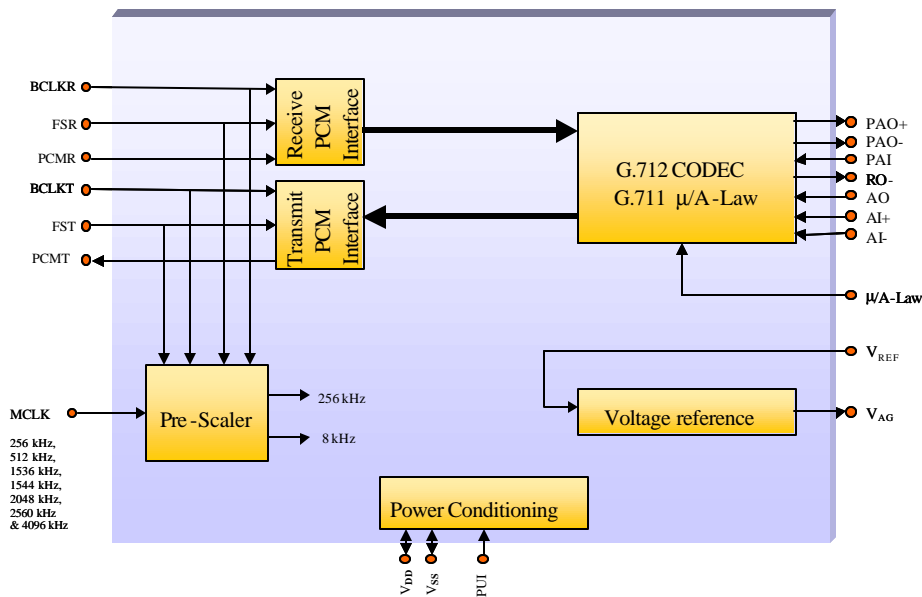 BCLKR
FSR
PCMR
BCLKT
FST
PCMT
Receive
PCM
Interface
Transmit
PCM
Interface
G.712 CODEC
G.711 μ/A-Law
PAO+
PAO-
PAI
RO-
AO
AI+
AI-
μ/A-Law
VREF
Voltage reference
VAG
MCLK
256 kHz,
512 kHz,
1536 kHz,
1544 kHz,
2048 kHz,
2560 kHz
& 4096 kHz
Pre-Scaler
256 kHz
8 kHz
Power Conditioning
VDD
VSS
PUI